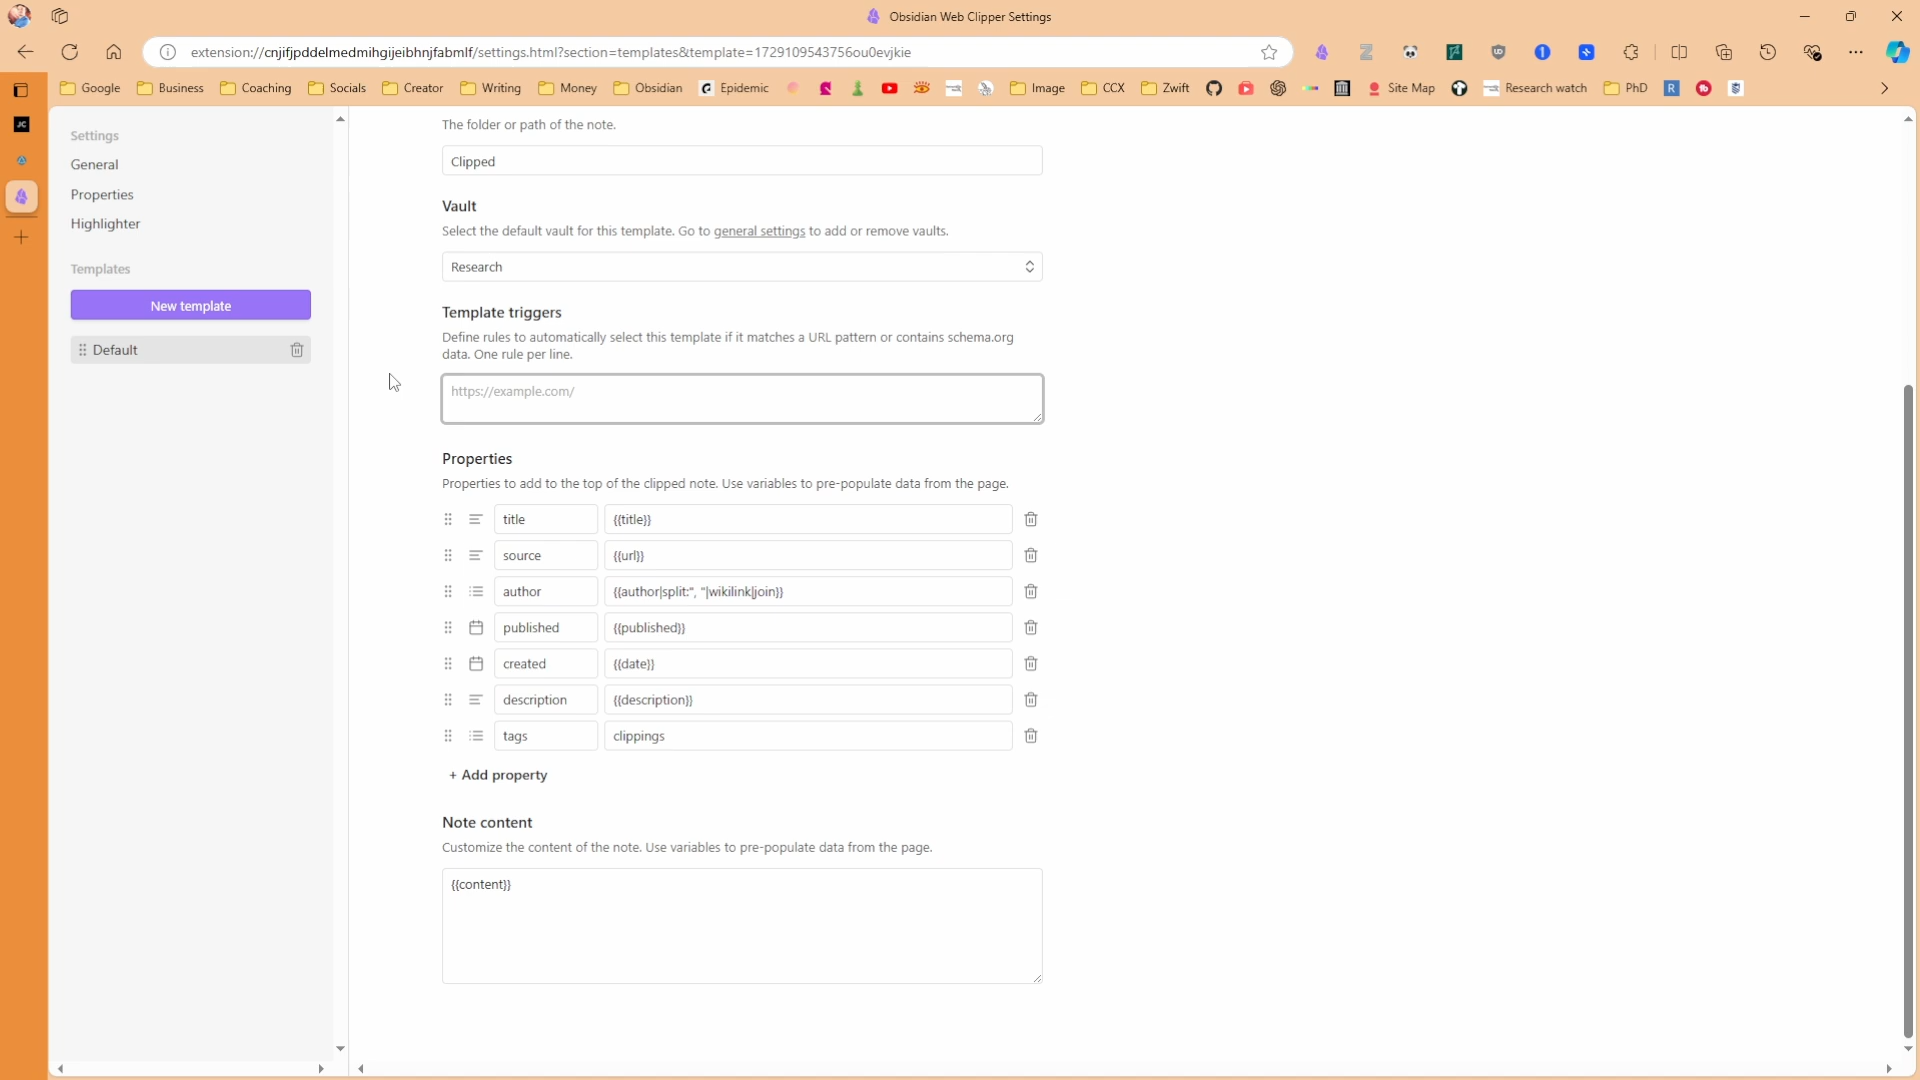 Obsidian Web Clipper Settings
extension://cnjifjpddelmedmihgijeibhnjfabmlf/settings.html?section=templates&template=1729109543756ou0evjkie
Google
Business
Coaching
Socials
Creator
Writing
Money
Obsidian
Epidemic
Image
CCX
Zwift
Site Map
Research watch
PhD
Settings
General
Properties
Highlighter
Templates
New template
Default
The folder or path of the note.
Clipped
Vault
Select the default vault for this template. Go to general settings to add or remove vaults.
Research
Template triggers
Define rules to automatically select this template if it matches a URL pattern or contains schema.org
data. One rule per line.
https://example.com/
Properties
Properties to add to the top of the clipped note. Use variables to pre-populate data from the page.
title {{title}}
source {{url}}
author {{author|split:", "|wikilink|join}}
published {{published}}
created {{date}}
description {{description}}
tags clippings
+ Add property
Note content
Customize the content of the note. Use variables to pre-populate data from the page.
{{content}}